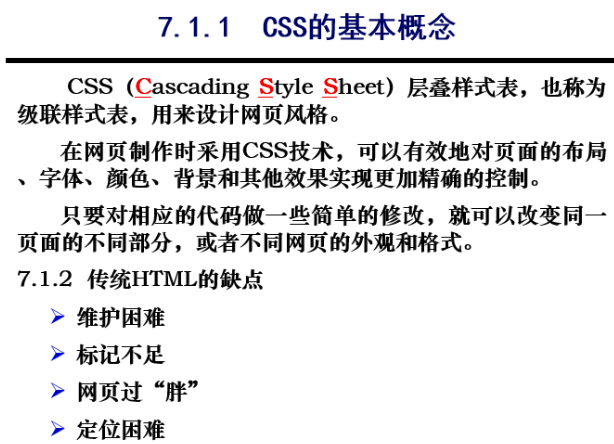 7.1.1 CSS的基本概念
CSS（Cascading Style Sheet）层叠样式表，也称为
级联样式表，用来设计网页风格。
在网页制作时采用CSS技术，可以有效地对页面的布局
、字体、颜色、背景和其他效果实现更加精确的控制。
只要对相应的代码做一些简单的修改，就可以改变同一
页面的不同部分，或者不同网页的外观和格式。
7.1.2 传统HTML的缺点
➢ 维护困难
➢ 标记不足
➢ 网页过“胖”
➢ 定位困难